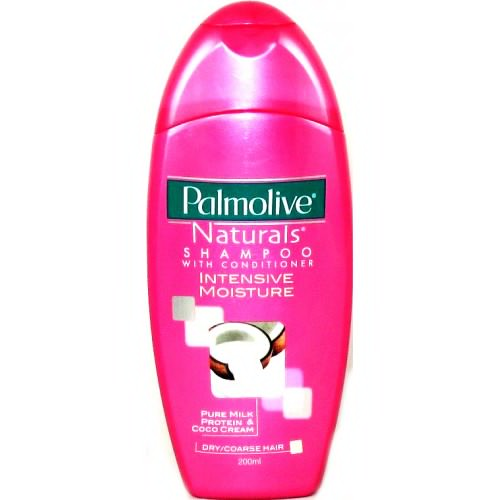 Palmolive®
Naturals®
SHAMPOO
WITH CONDITIONER
INTENSIVE
MOISTURE
PURE MILK
PROTEIN &
COCO CREAM
DRY/COARSE HAIR
200ml